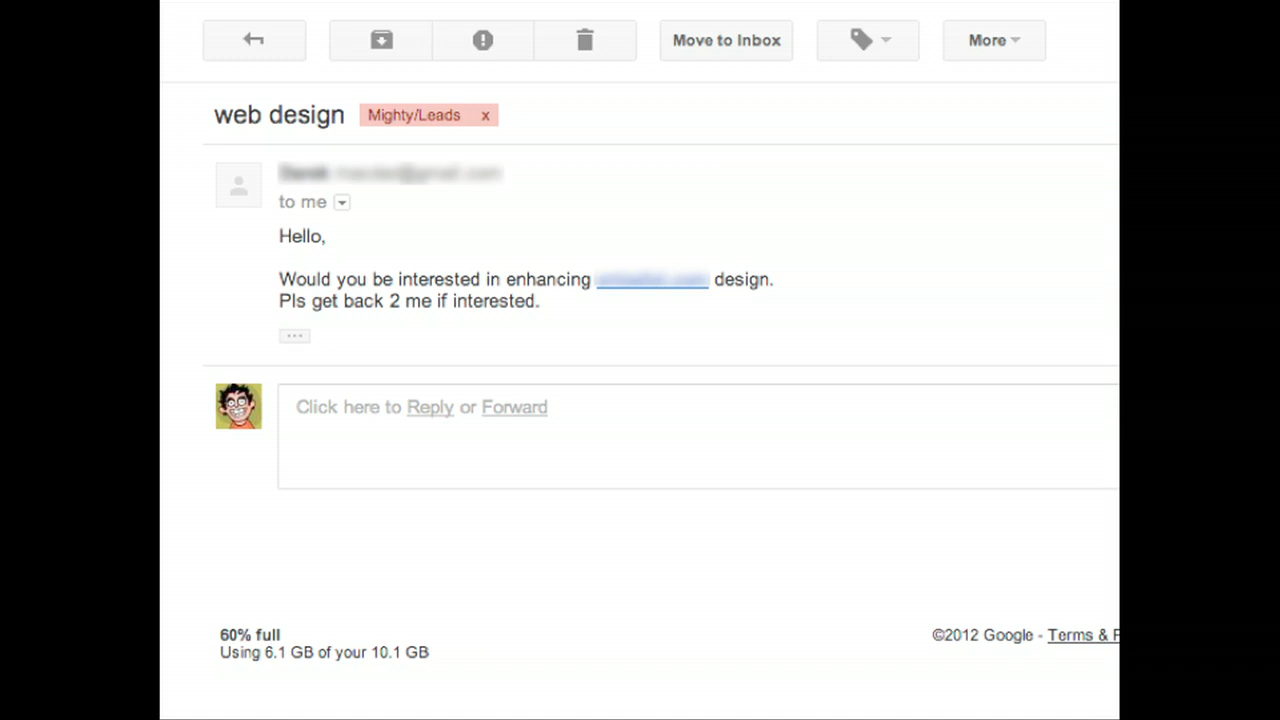 Move to Inbox
More
web design Mighty/Leads x
to me
Hello,
Would you be interested in enhancing design.
Pls get back 2 me if interested.
Click here to Reply or Forward
60% full
©2012 Google - Terms &
Using 6.1 GB of your 10.1 GB